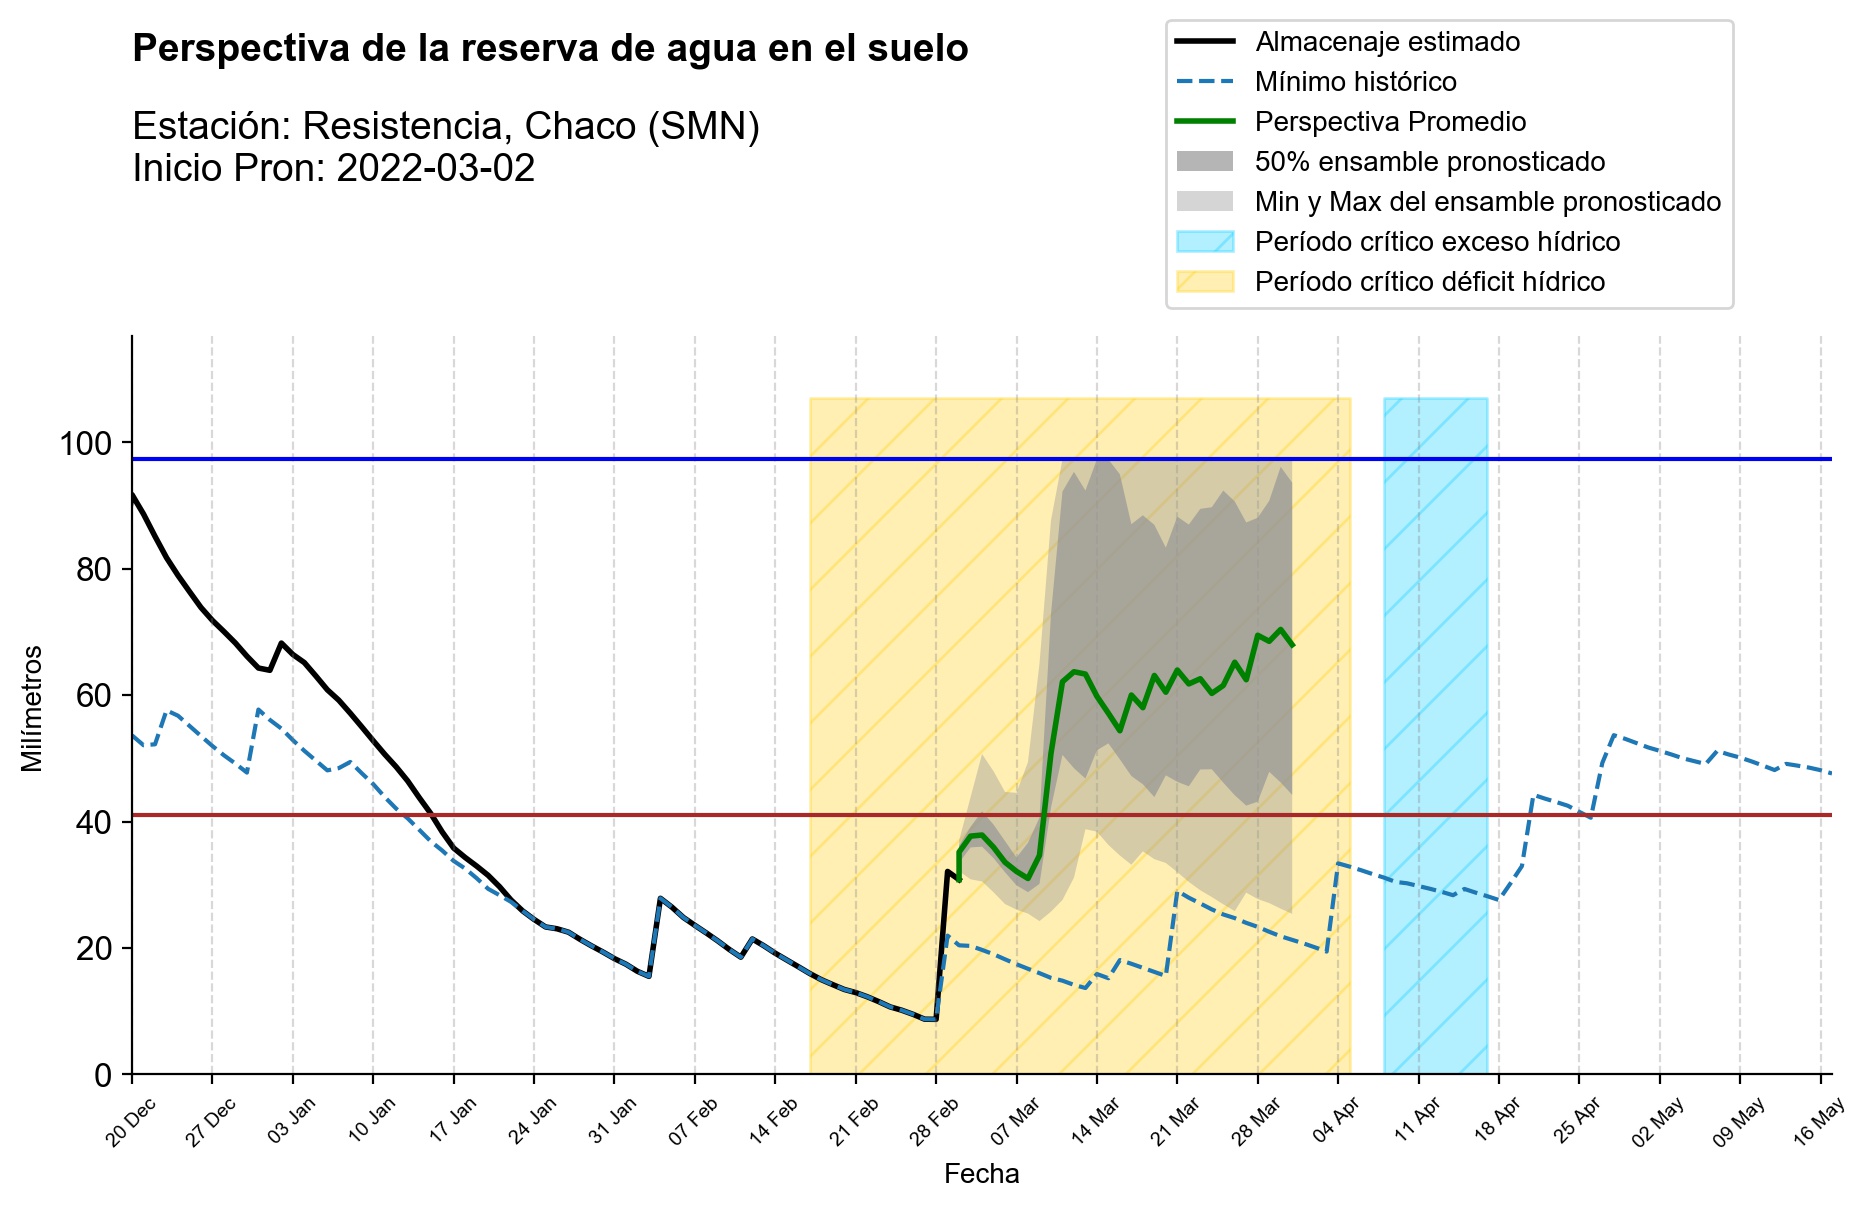 Perspectiva de la reserva de agua en el suelo
Estación: Resistencia, Chaco (SMN)
Inicio Pron: 2022-03-02
Almacenaje estimado
Mínimo histórico
Perspectiva Promedio
50% ensamble pronosticado
Min y Max del ensamble pronosticado
Período crítico exceso hídrico
Período crítico déficit hídrico
Milímetros
100
80
60
40
20
0
20 Dec
27 Dec
03 Jan
10 Jan
17 Jan
24 Jan
31 Jan
07 Feb
14 Feb
21 Feb
28 Feb
07 Mar
14 Mar
21 Mar
28 Mar
04 Apr
11 Apr
18 Apr
25 Apr
02 May
09 May
16 May
Fecha